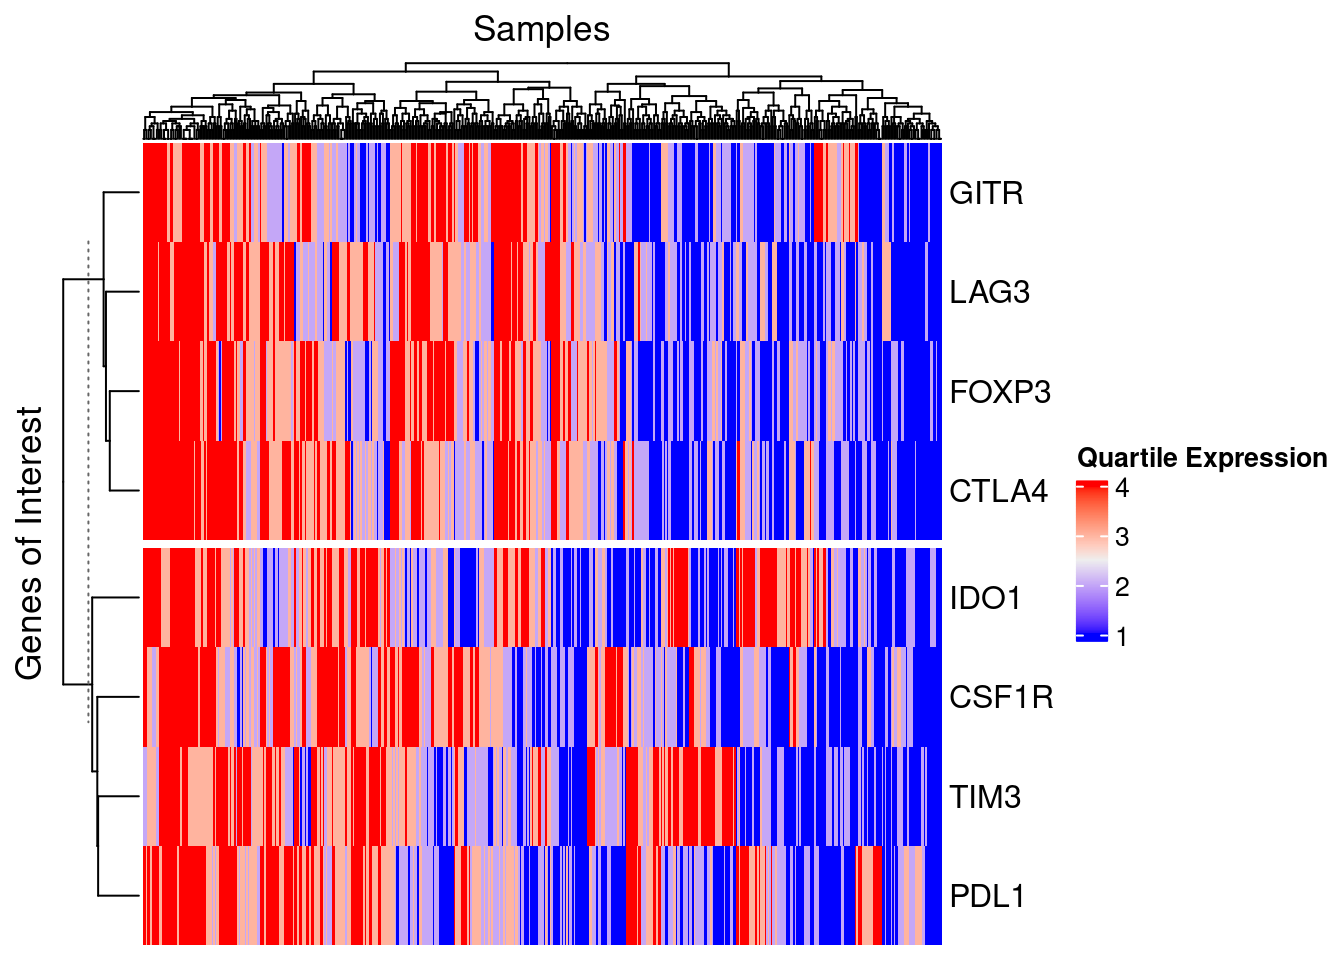 Samples
GITR
LAG3
FOXP3
CTLA4
IDO1
CSF1R
TIM3
PDL1
Genes of Interest
Quartile Expression
4
3
2
1